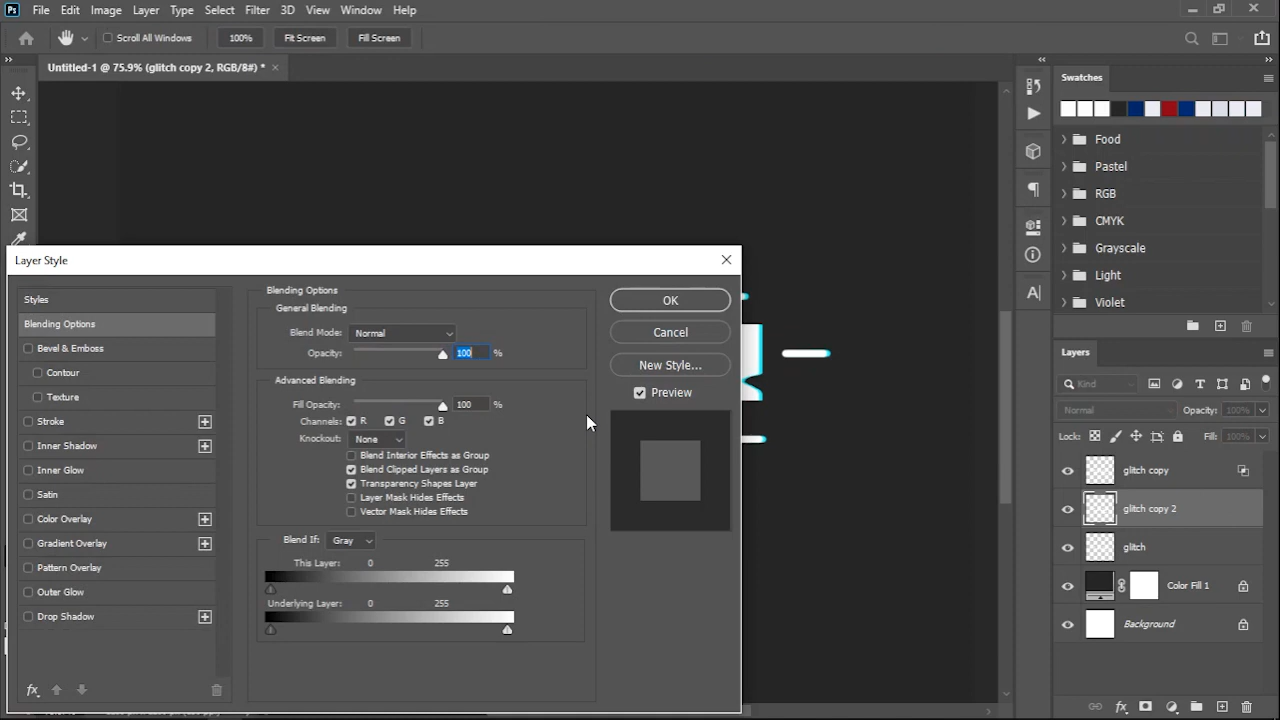 Ps File Edit Image Layer Type Select Filter 3D View Window Help
Scroll All Windows 100% Fit Screen Fill Screen
Untitled-1 @ 75.9% (glitch copy 2, RGB/8#) * ×
Layer Style
Styles
Blending Options
Bevel & Emboss
Contour
Texture
Stroke
Inner Shadow
Inner Glow
Satin
Color Overlay
Gradient Overlay
Pattern Overlay
Outer Glow
Drop Shadow
fx
Blending Options
General Blending
Blend Mode: Normal
Opacity: 100 %
Advanced Blending
Fill Opacity: 100 %
Channels: R G B
Knockout: None
Blend Interior Effects as Group
Blend Clipped Layers as Group
Transparency Shapes Layer
Layer Mask Hides Effects
Vector Mask Hides Effects
Blend If: Gray
This Layer: 0 255
Underlying Layer: 0 255
OK
Cancel
New Style...
Preview
Swatches
Food
Pastel
RGB
CMYK
Grayscale
Light
Violet
Layers
Kind
Normal Opacity: 100%
Lock: Fill: 100%
glitch copy
glitch copy 2
glitch
Color Fill 1
Background
fx